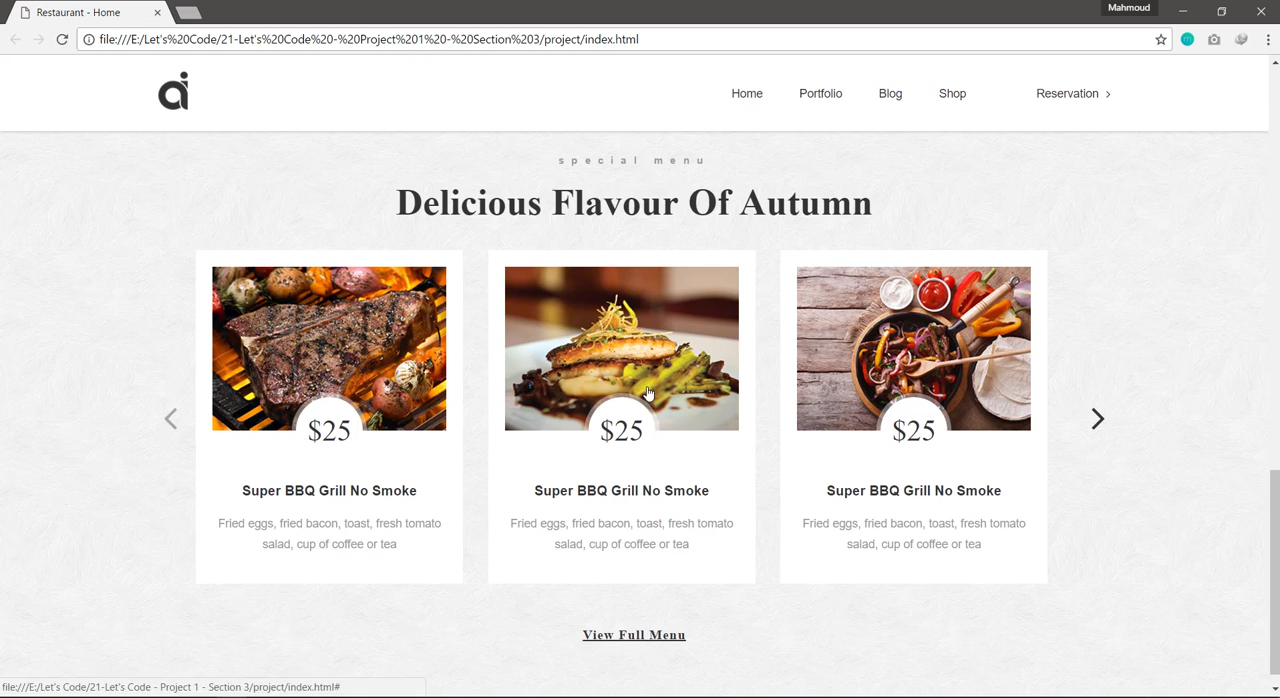 Restaurant - Home
Mahmoud
file:///E:/Let's%20Code/21-Let's%20Code%20-%20Project%201%20-%20Section%203/project/index.html
ai
Home Portfolio Blog Shop Reservation >
special menu
Delicious Flavour Of Autumn
$25 $25 $25
Super BBQ Grill No Smoke
Fried eggs, fried bacon, toast, fresh tomato
salad, cup of coffee or tea
Super BBQ Grill No Smoke
Fried eggs, fried bacon, toast, fresh tomato
salad, cup of coffee or tea
Super BBQ Grill No Smoke
Fried eggs, fried bacon, toast, fresh tomato
salad, cup of coffee or tea
View Full Menu
file:///E:/Let's Code/21-Let's Code - Project 1 - Section 3/project/index.html#